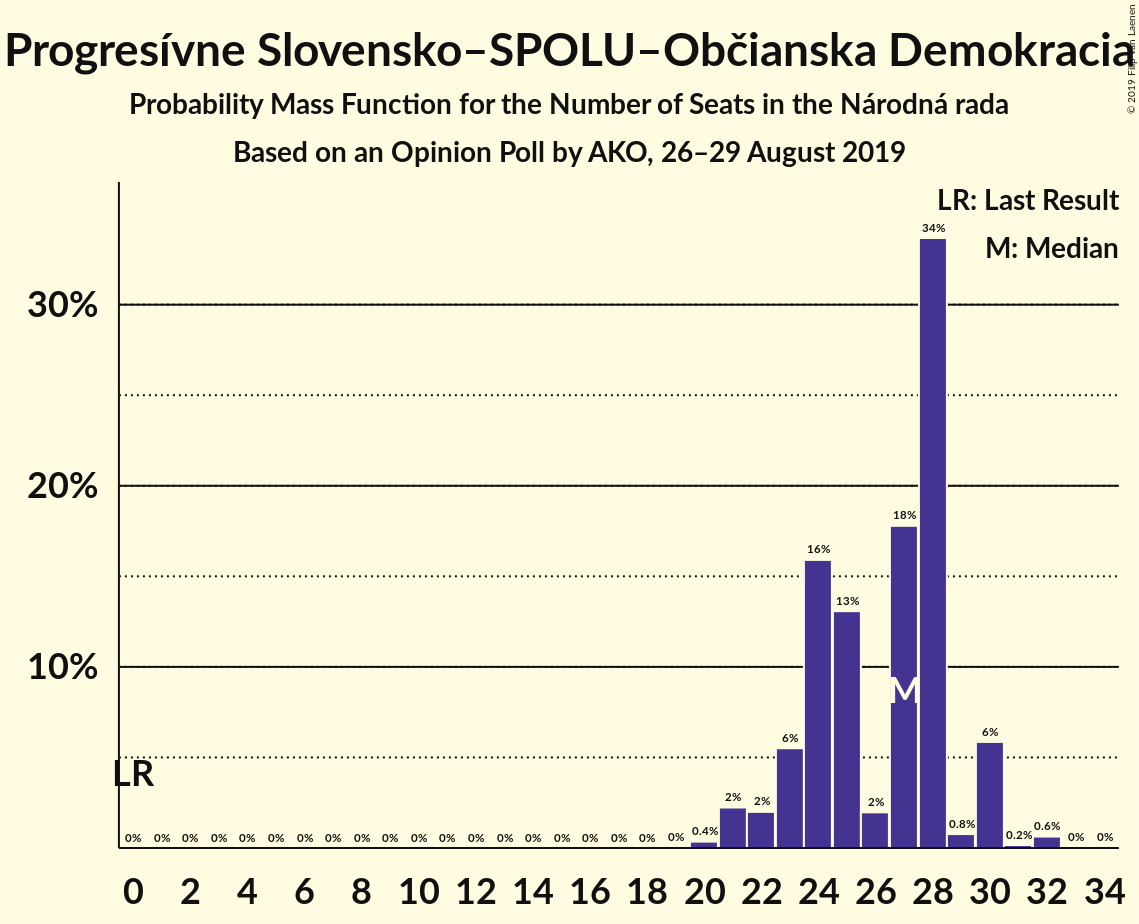 Progresívne Slovensko–SPOLU–Občianska Demokracia
© 2019 Filip van Laenen
Probability Mass Function for the Number of Seats in the Národná rada
Based on an Opinion Poll by AKO, 26–29 August 2019
LR: Last Result
M: Median
34%
30%
20%
18%
16%
13%
10%
M
6%
6%
LR
2%
2%
2%
0% 0% 0% 0% 0% 0% 0% 0% 0% 0% 0% 0% 0% 0% 0% 0% 0% 0% 0% 0% 0.4% 0.8% 0.2% 0.6% 0% 0%
0 2 4 6 8 10 12 14 16 18 20 22 24 26 28 30 32 34